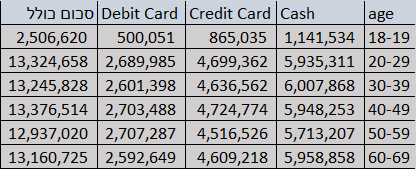 סכום כולל Debit Card Credit Card Cash age
2,506,620 500,051 865,035 1,141,534 18-19
13,324,658 2,689,985 4,699,362 5,935,311 20-29
13,245,828 2,601,398 4,636,562 6,007,868 30-39
13,376,514 2,703,488 4,724,774 5,948,253 40-49
12,937,020 2,707,287 4,516,526 5,713,207 50-59
13,160,725 2,592,649 4,609,218 5,958,858 60-69